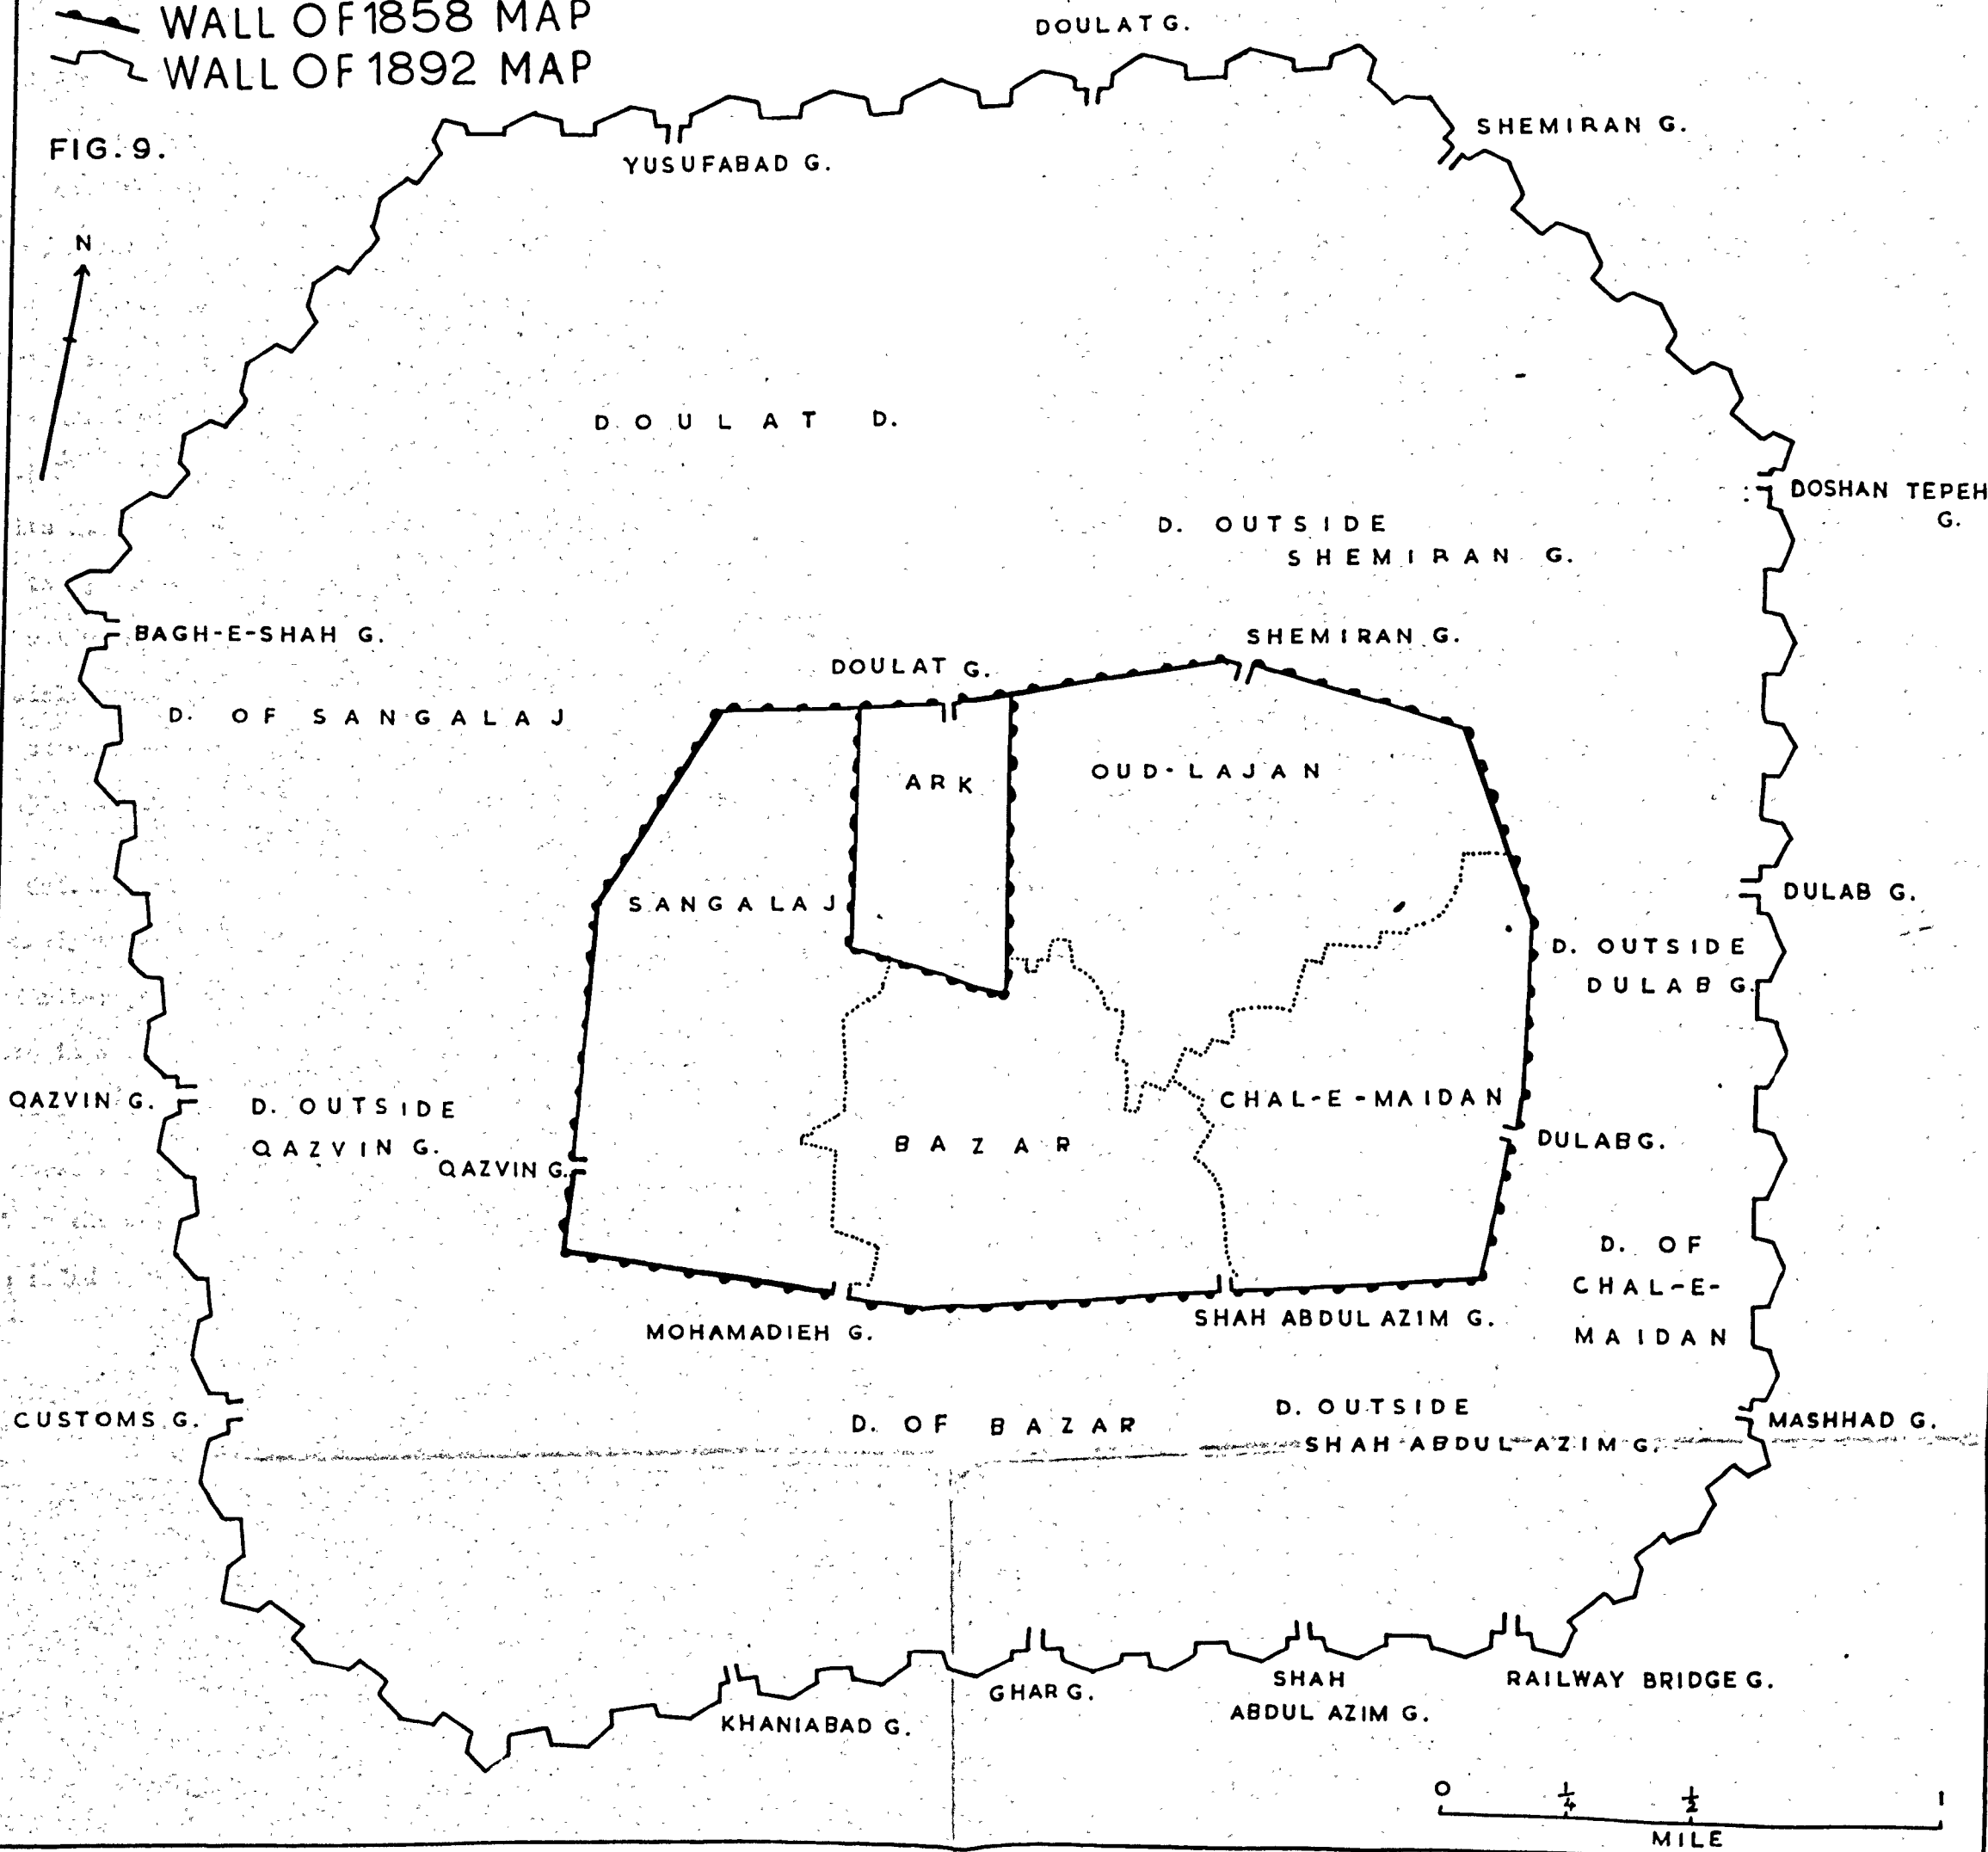 WALL OF 1858 MAP
WALL OF 1892 MAP
FIG. 9.
N
DOULAT G.
SHEMIRAN G.
YUSUFABAD G.
DOULAT D.
DOSHAN TEPEH
G.
D. OUTSIDE
SHEMIRAN G.
BAGH-E-SHAH G.
SHEMIRAN G.
DOULAT G.
D. OF SANGALAJ
ARK
OUD-LAJAN
SANGALAJ
DULAB G.
D. OUTSIDE
DULAB G.
QAZVIN G.
D. OUTSIDE
QAZVIN G.
QAZVIN G.
BAZAR
CHAL-E-MAIDAN
DULAB G.
D. OF
CHAL-E-
MAIDAN
MOHAMADIEH G.
SHAH ABDUL AZIM G.
CUSTOMS G.
D. OF BAZAR
D. OUTSIDE
SHAH ABDUL AZIM G.
MASHHAD G.
KHANIABAD G.
GHAR G.
SHAH
ABDUL AZIM G.
RAILWAY BRIDGE G.
0 1/4 1/2 1
MILE